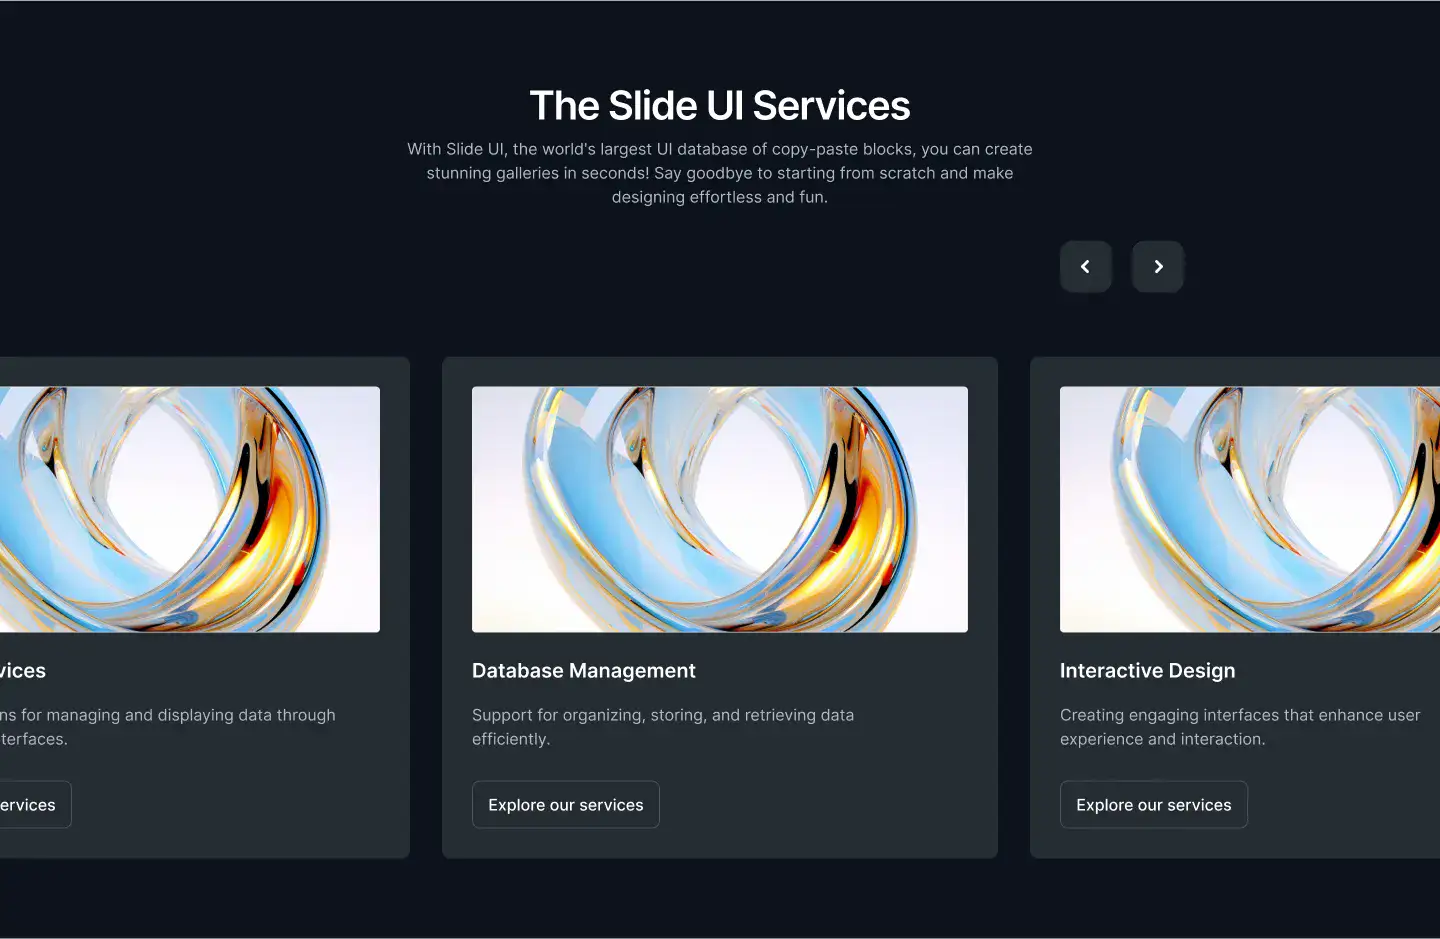 The Slide UI Services
With Slide UI, the world's largest UI database of copy-paste blocks, you can create
stunning galleries in seconds! Say goodbye to starting from scratch and make
designing effortless and fun.
ns for managing and displaying data through
Database Management
Support for organizing, storing, and retrieving data
efficiently.
Explore our services
Interactive Design
Creating engaging interfaces that enhance user
experience and interaction.
Explore our services